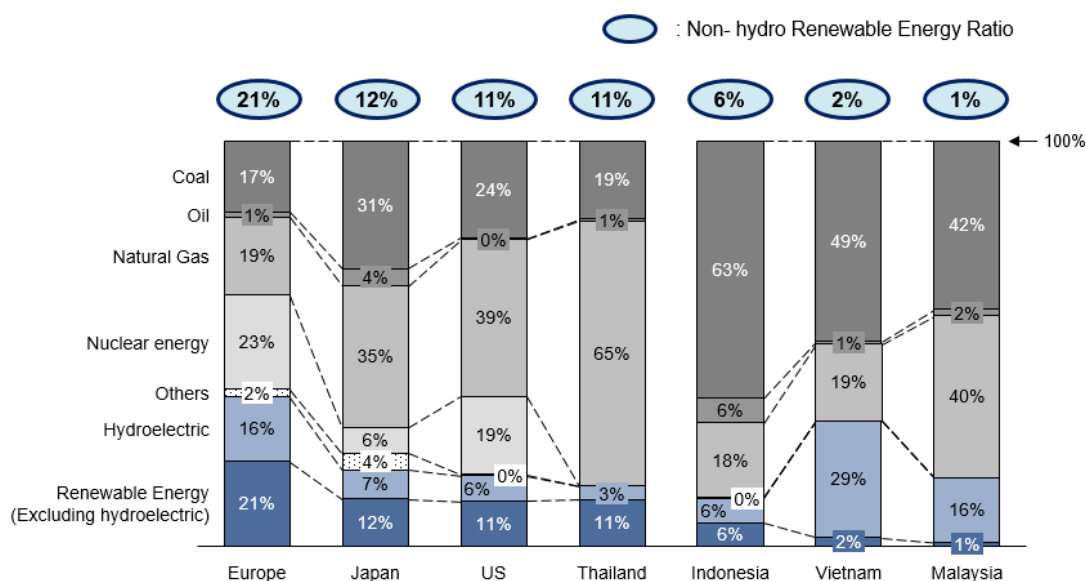 : Non- hydro Renewable Energy Ratio
21% 12% 11% 11% 6% 2% 1%
100%
Coal 17% 31% 24% 19% 63% 49% 42%
Oil 1% 4% 0% 1% 6% 1% 2%
Natural Gas 19% 35% 39% 65% 18% 19% 40%
Nuclear energy 23% 6% 19%
Others 2% 4% 0% 0%
Hydroelectric 16% 7% 6% 3% 6% 29% 16%
Renewable Energy
(Excluding hydroelectric) 21% 12% 11% 11% 6% 2% 1%
Europe Japan US Thailand Indonesia Vietnam Malaysia